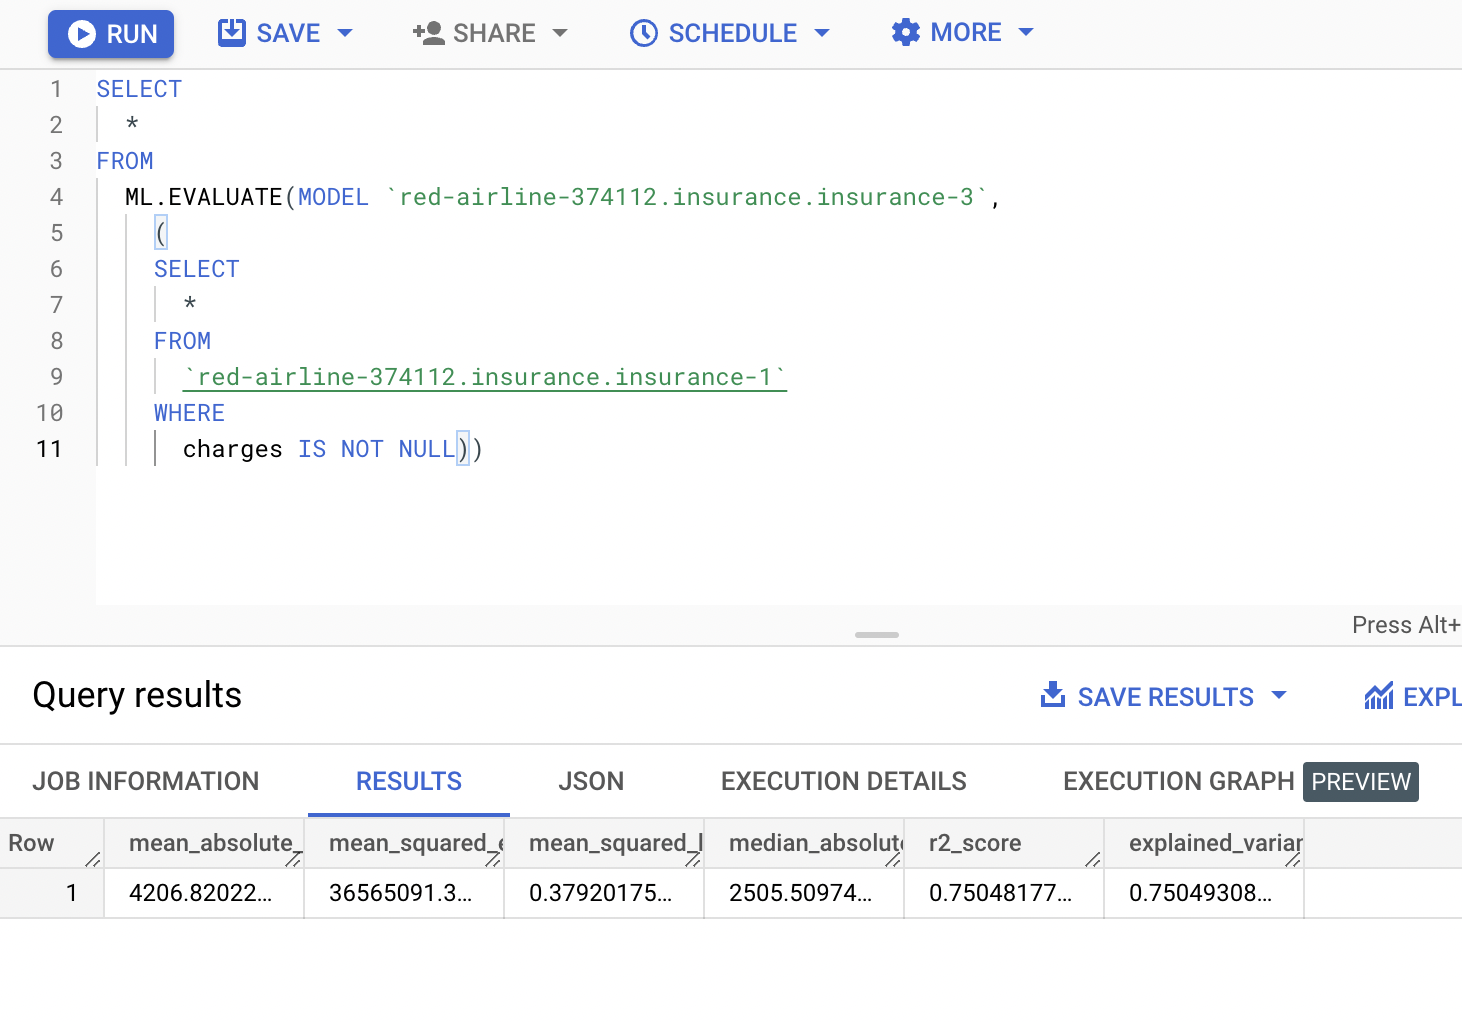 RUN SAVE SHARE SCHEDULE MORE
1 SELECT
2 *
3 FROM
4 ML.EVALUATE(MODEL `red-airline-374112.insurance.insurance-3`,
5 (
6 SELECT
7 *
8 FROM
9 `red-airline-374112.insurance.insurance-1`
10 WHERE
11 charges IS NOT NULL))
Press Alt+
Query results SAVE RESULTS EXPL
JOB INFORMATION RESULTS JSON EXECUTION DETAILS EXECUTION GRAPH PREVIEW
Row mean_absolute_ mean_squared_e mean_squared_l median_absolute r2_score explained_varian
1 4206.82022... 36565091.3... 0.37920175... 2505.50974... 0.75048177... 0.75049308...